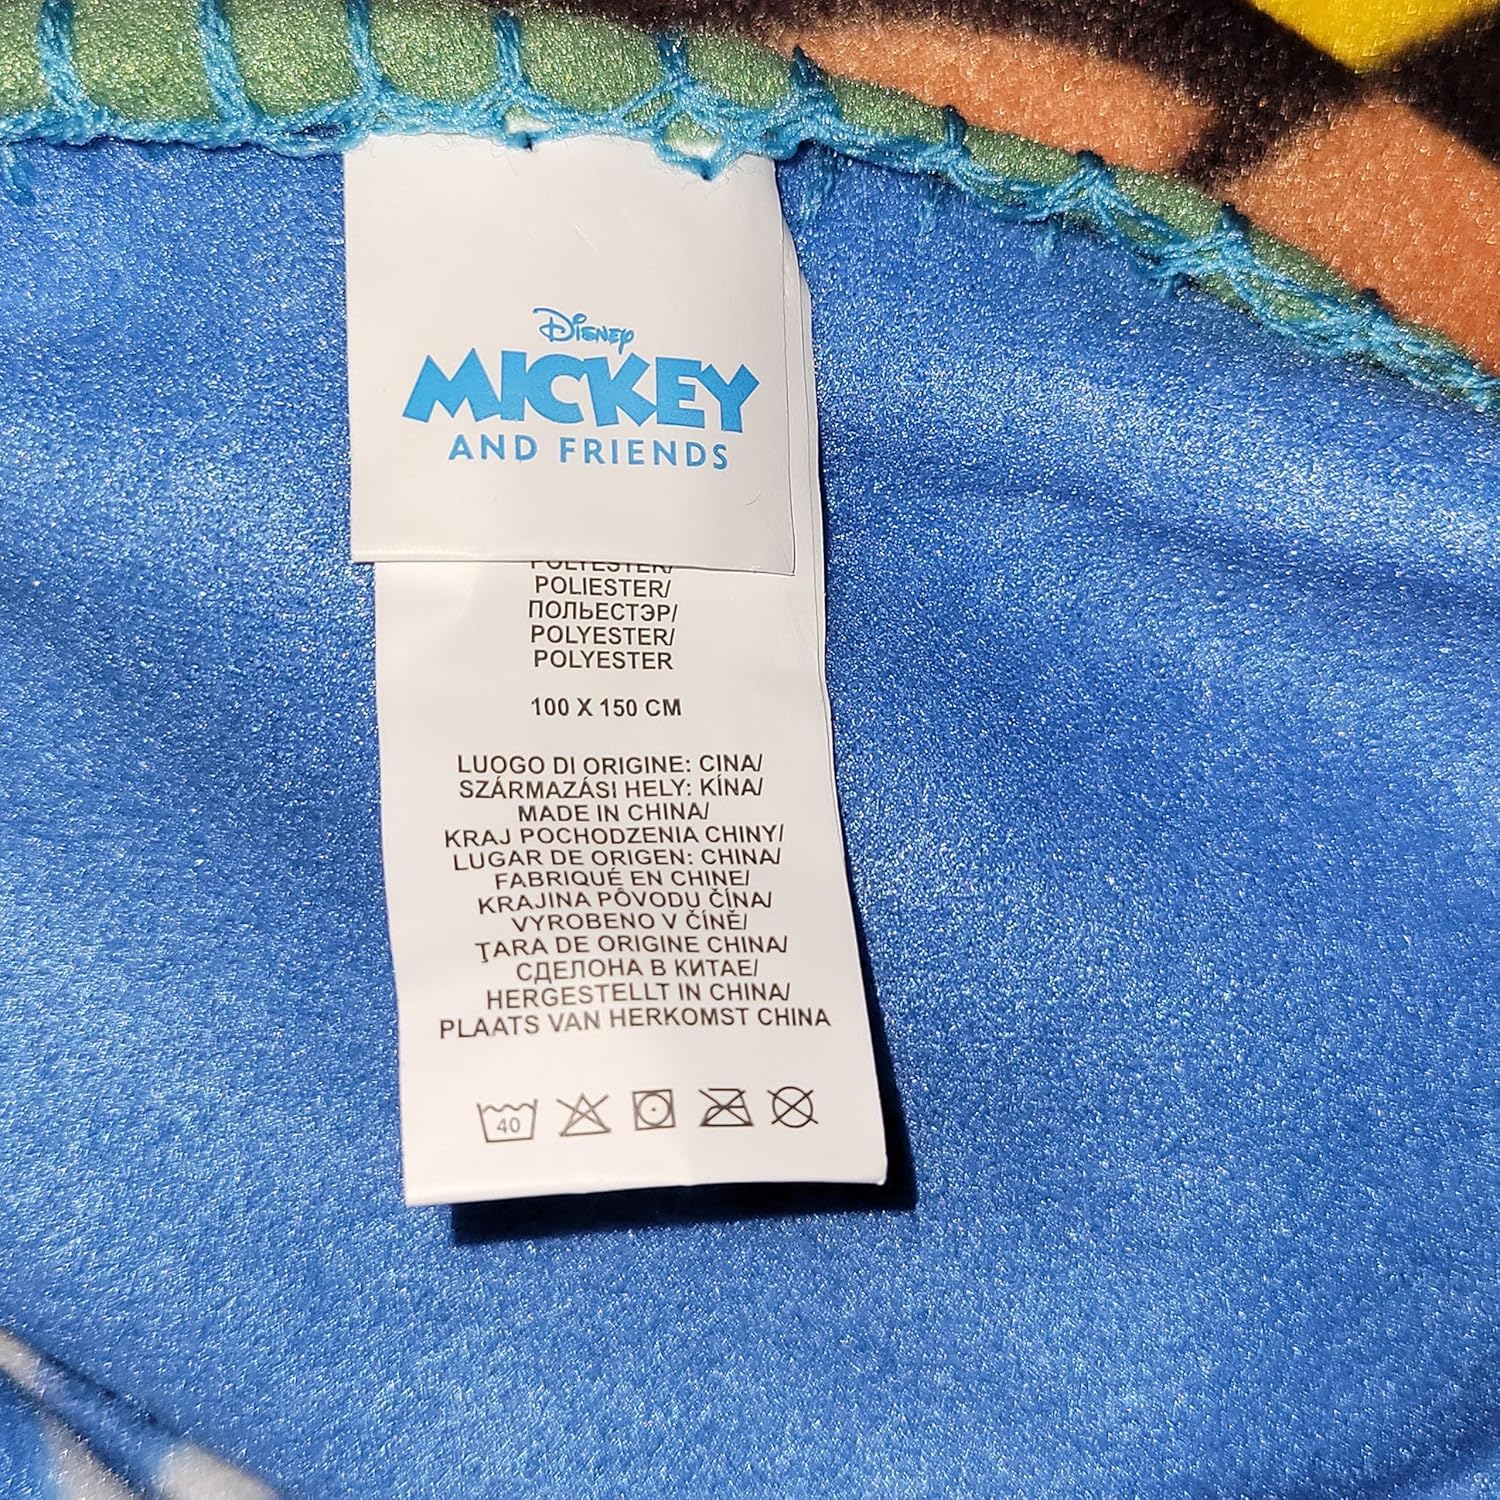 Disney
MICKEY
AND FRIENDS
POLYESTER/
POLIESTER/
ПОЛЬЕСТЭР/
POLYESTER/
POLYESTER
100 X 150 CM
LUOGO DI ORIGINE: CINA/
SZÁRMAZÁSI HELY: KÍNA/
MADE IN CHINA/
KRAJ POCHODZENIA CHINY/
LUGAR DE ORIGEN: CHINA/
FABRIQUÉ EN CHINE/
KRAJINA PÔVODU ČÍNA/
VYROBENO V ČÍNĚ/
ŢARA DE ORIGINE CHINA/
СДЕЛОНА В КИТАЕ/
HERGESTELLT IN CHINA/
PLAATS VAN HERKOMST CHINA
40